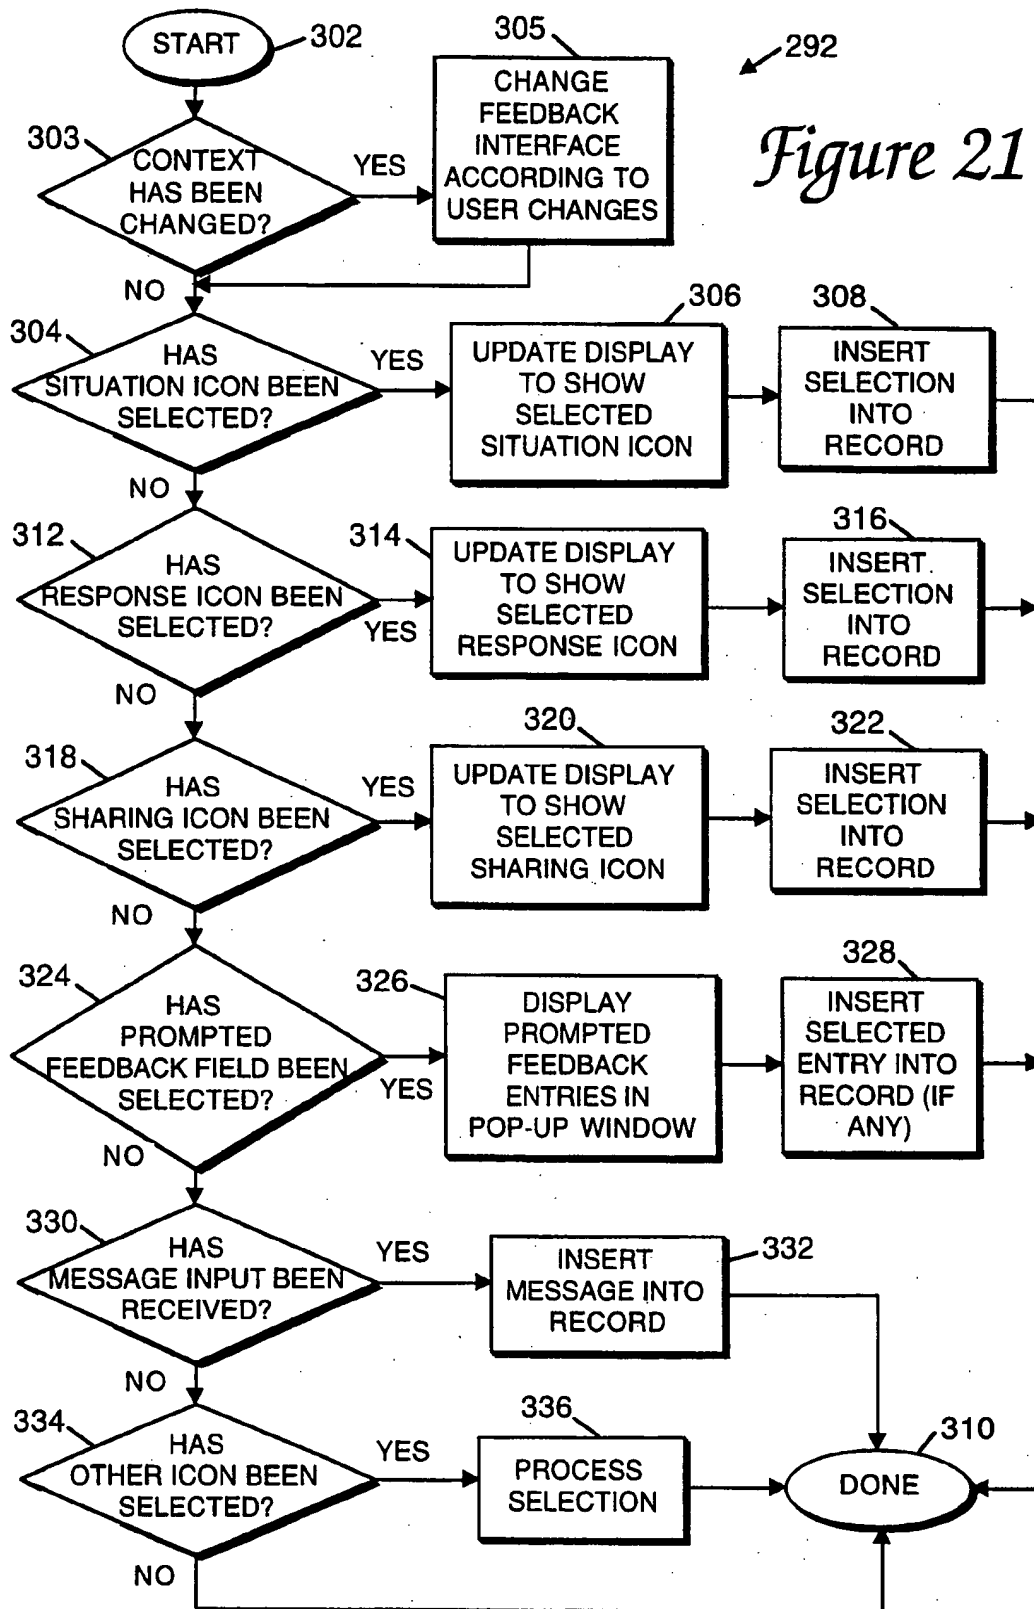 START
302
305
292
CHANGE
FEEDBACK
INTERFACE
ACCORDING TO
USER CHANGES
Figure 21
303
CONTEXT
HAS BEEN
CHANGED?
YES
NO
304
HAS
SITUATION ICON BEEN
SELECTED?
YES
306
UPDATE DISPLAY
TO SHOW
SELECTED
SITUATION ICON
308
INSERT
SELECTION
INTO
RECORD
NO
312
HAS
RESPONSE ICON BEEN
SELECTED?
YES
314
UPDATE DISPLAY
TO SHOW
SELECTED
RESPONSE ICON
316
INSERT
SELECTION
INTO
RECORD
NO
318
HAS
SHARING ICON BEEN
SELECTED?
YES
320
UPDATE DISPLAY
TO SHOW
SELECTED
SHARING ICON
322
INSERT
SELECTION
INTO
RECORD
NO
324
HAS
PROMPTED
FEEDBACK FIELD BEEN
SELECTED?
YES
326
DISPLAY
PROMPTED
FEEDBACK
ENTRIES IN
POP-UP WINDOW
328
INSERT
SELECTED
ENTRY INTO
RECORD (IF
ANY)
NO
330
HAS
MESSAGE INPUT BEEN
RECEIVED?
YES
INSERT
MESSAGE INTO
RECORD
332
NO
334
HAS
OTHER ICON BEEN
SELECTED?
YES
336
PROCESS
SELECTION
310
DONE
NO